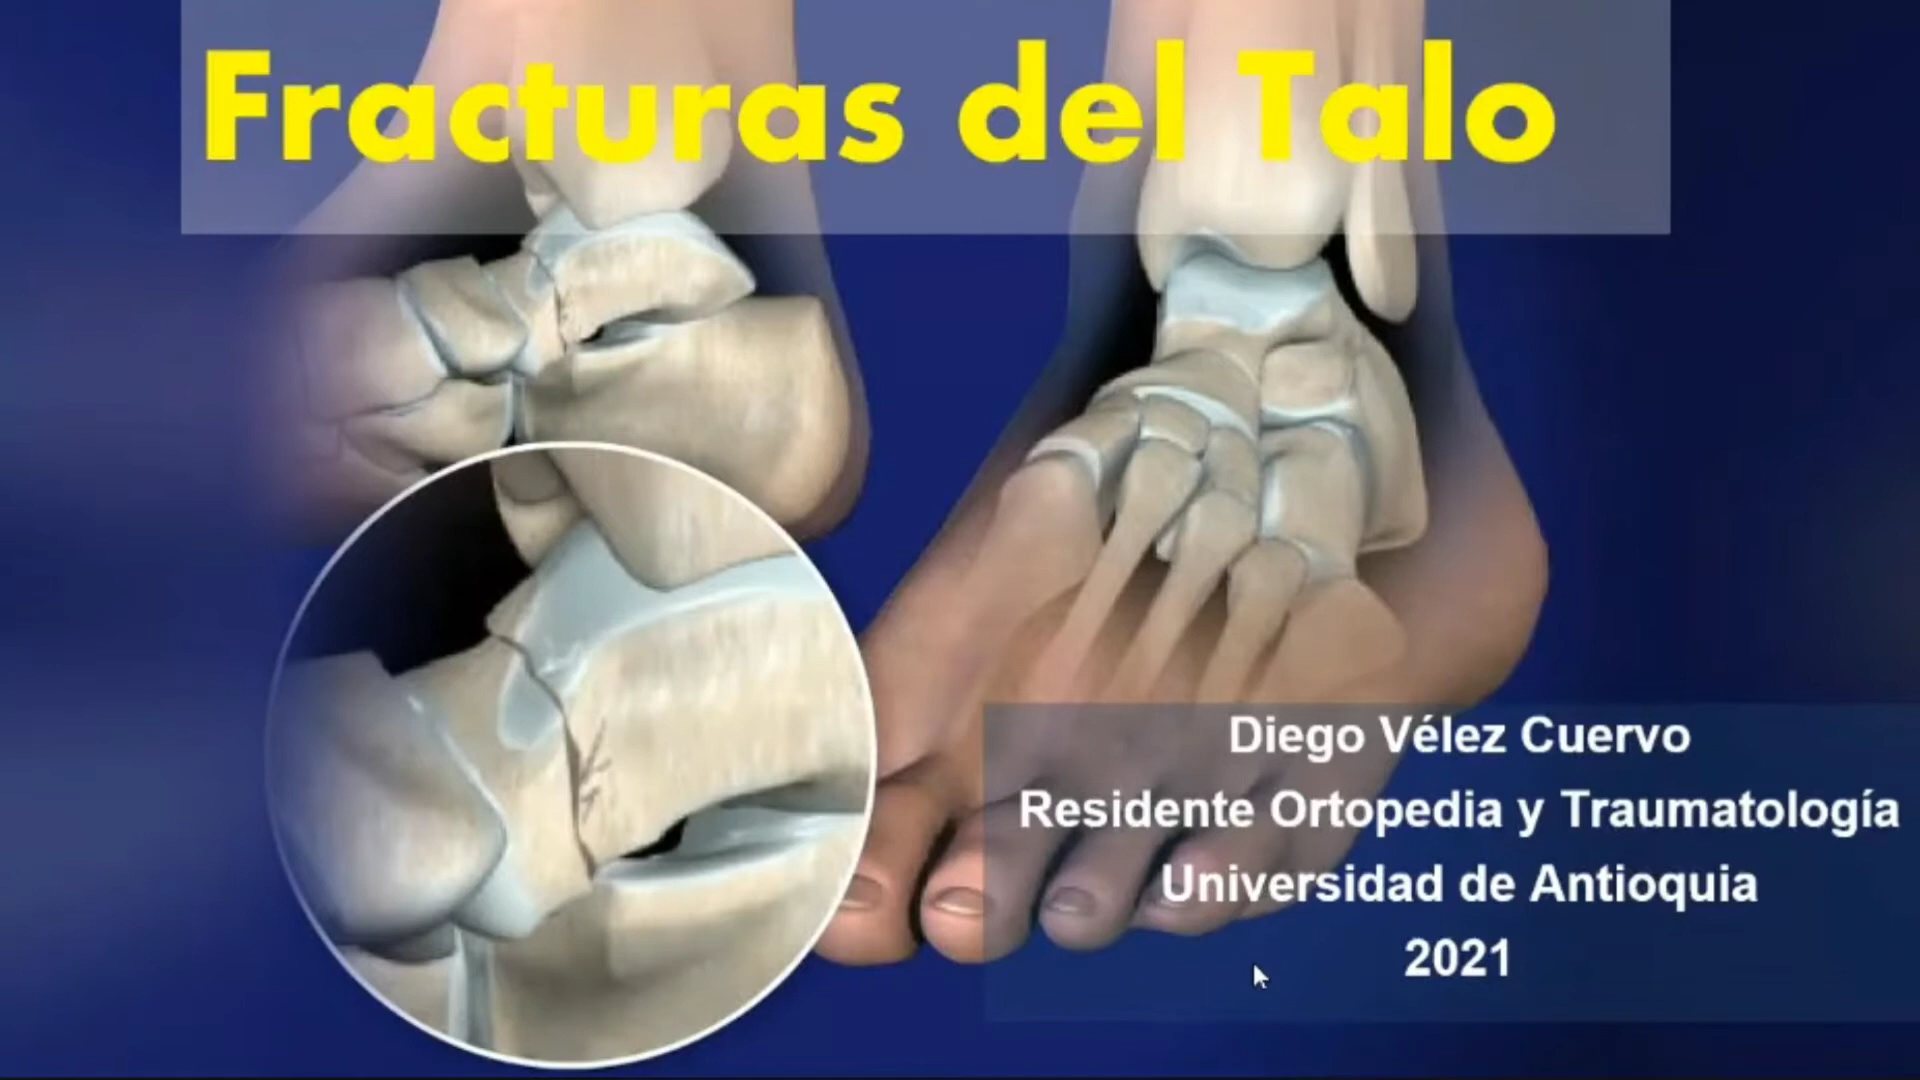 Fracturas del Talo
Diego Vélez Cuervo
Residente Ortopedia y Traumatología
Universidad de Antioquia
2021